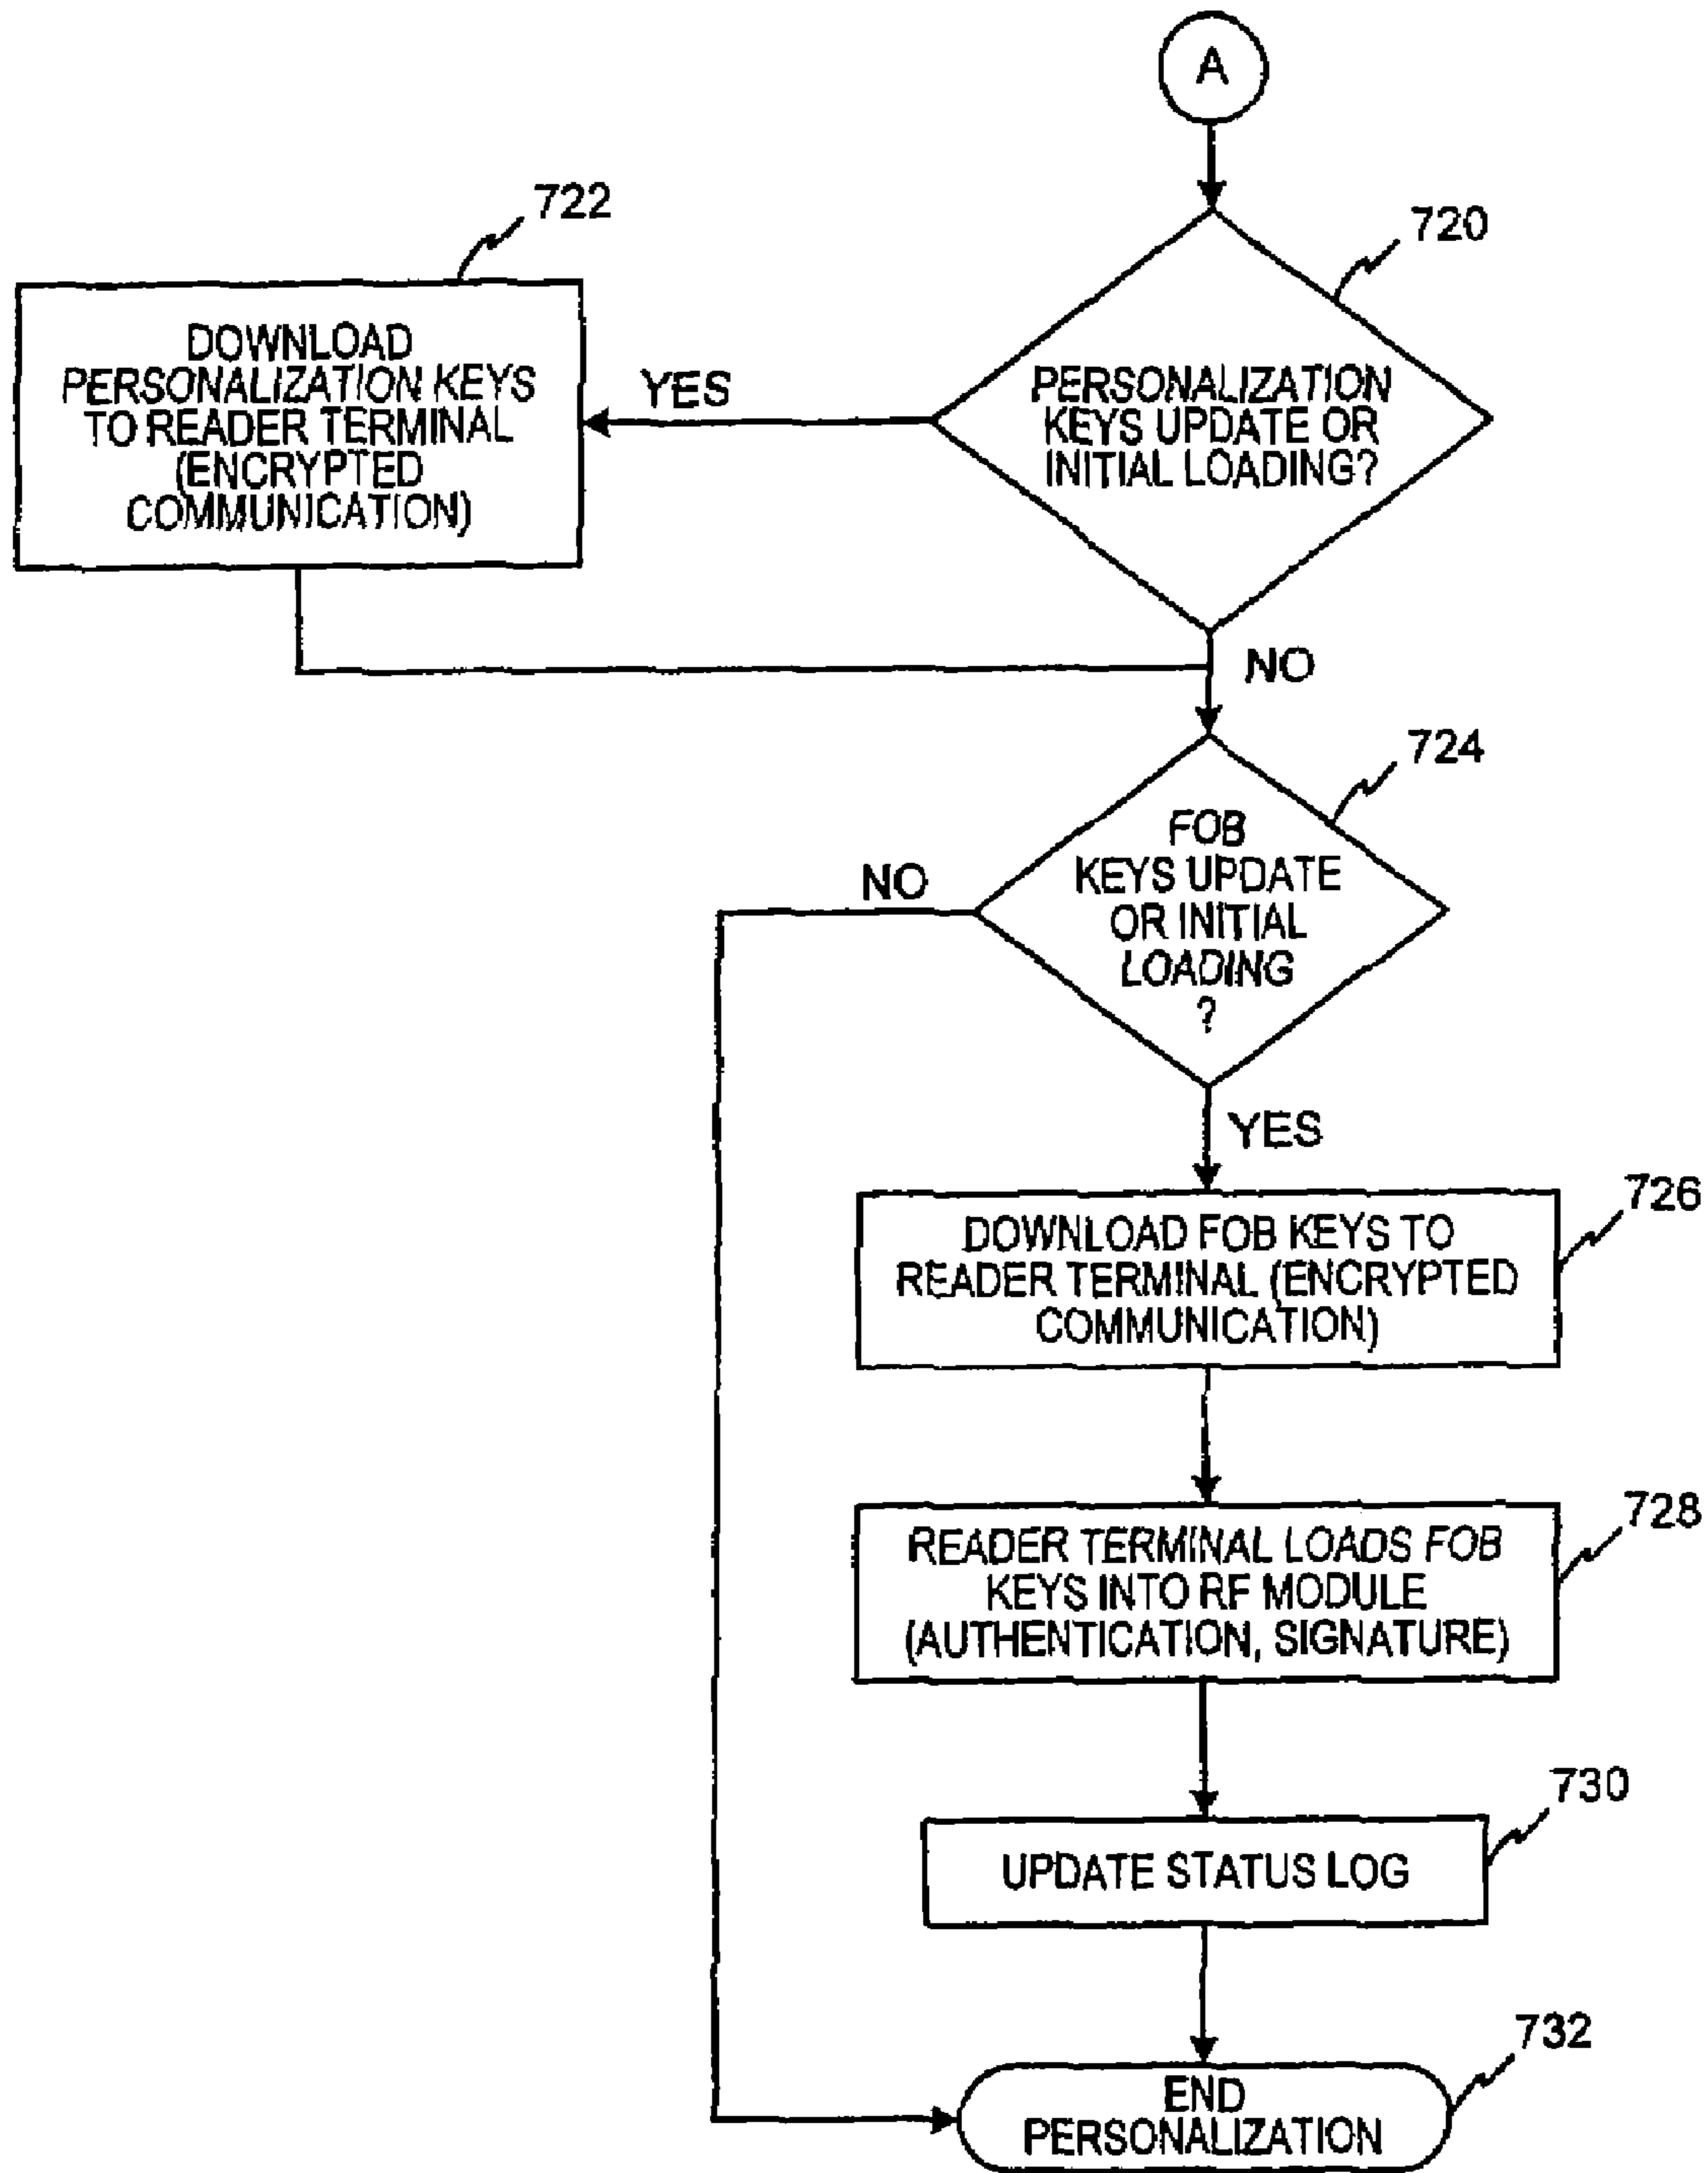 A
720
PERSONALIZATION
KEYS UPDATE OR
INITIAL LOADING?
722
DOWNLOAD
PERSONALIZATION KEYS
TO READER TERMINAL
(ENCRYPTED
COMMUNICATION)
YES
NO
724
FOB
KEYS UPDATE
OR INITIAL
LOADING
?
NO
YES
726
DOWNLOAD FOB KEYS TO
READER TERMINAL (ENCRYPTED
COMMUNICATION)
728
READER TERMINAL LOADS FOB
KEYS INTO RF MODULE
(AUTHENTICATION, SIGNATURE)
730
UPDATE STATUS LOG
732
END
PERSONALIZATION